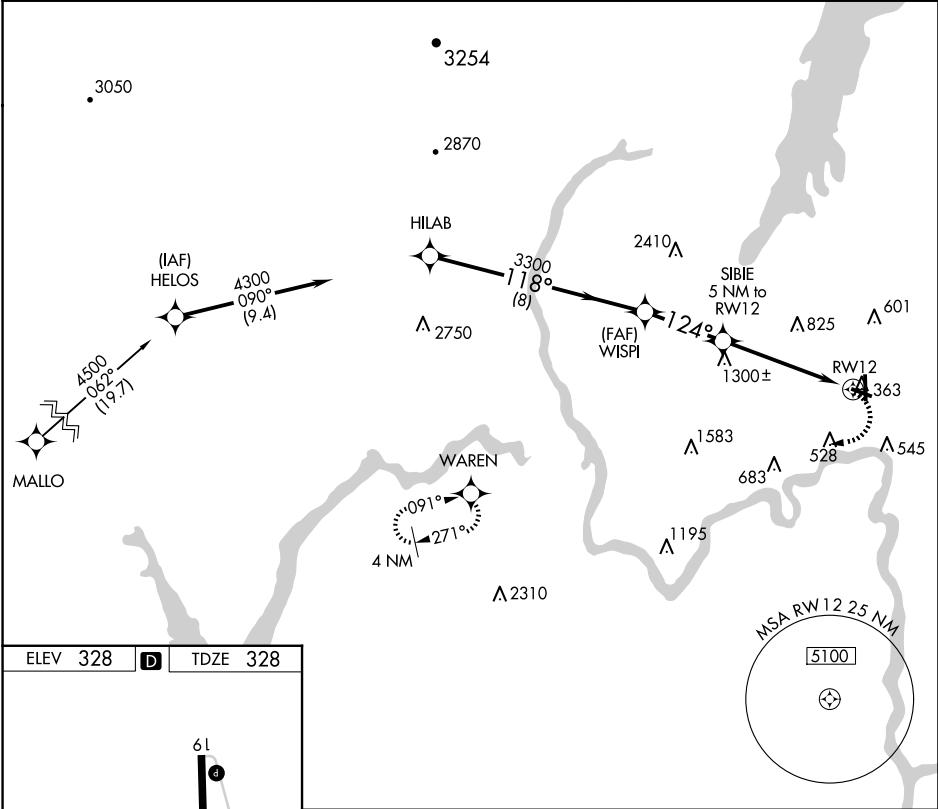 3254
3050
2870
HILAB
(IAF)
HELOS
4300
090°
(9.4)
3300
118°
(8)
2410
SIBIE
5 NM to
RW12
2750
(FAF)
WISPI
124°
825
601
1300±
RW12
363
4500
062°
(19.7)
MALLO
WAREN
091°
271°
4 NM
1583
683
528
545
1195
2310
MSA RW12 25 NM
5100
ELEV 328
D
TDZE 328
19
P